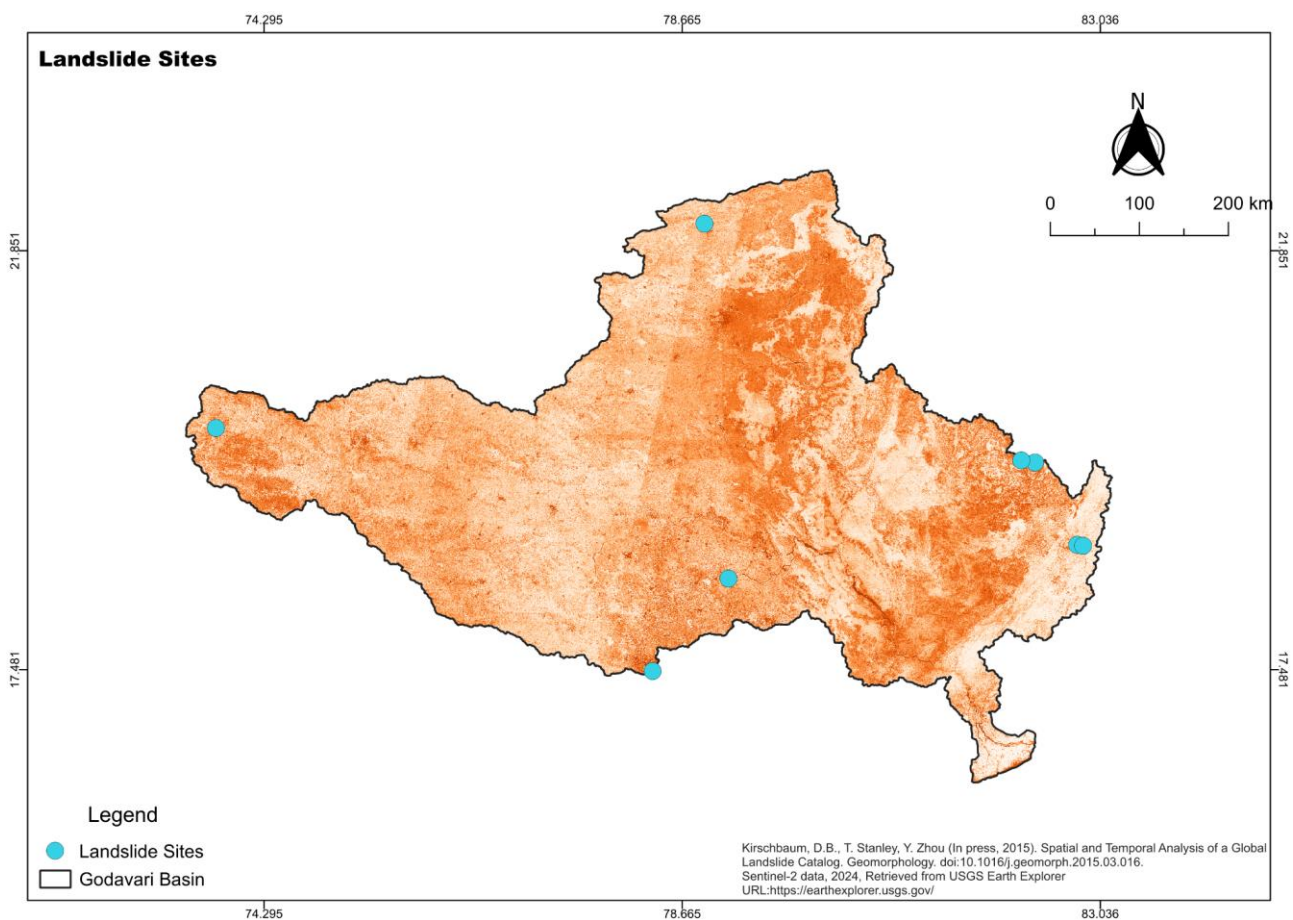 74.295 78.665 83.036
Landslide Sites
N
0 100 200 km
21.851 21.851
17.481 17.481
Legend
Landslide Sites
Godavari Basin
Kirschbaum, D.B., T. Stanley, Y. Zhou (In press, 2015). Spatial and Temporal Analysis of a Global
Landslide Catalog. Geomorphology. doi:10.1016/j.geomorph.2015.03.016.
Sentinel-2 data, 2024, Retrieved from USGS Earth Explorer
URL:https://earthexplorer.usgs.gov/
74.295 78.665 83.036